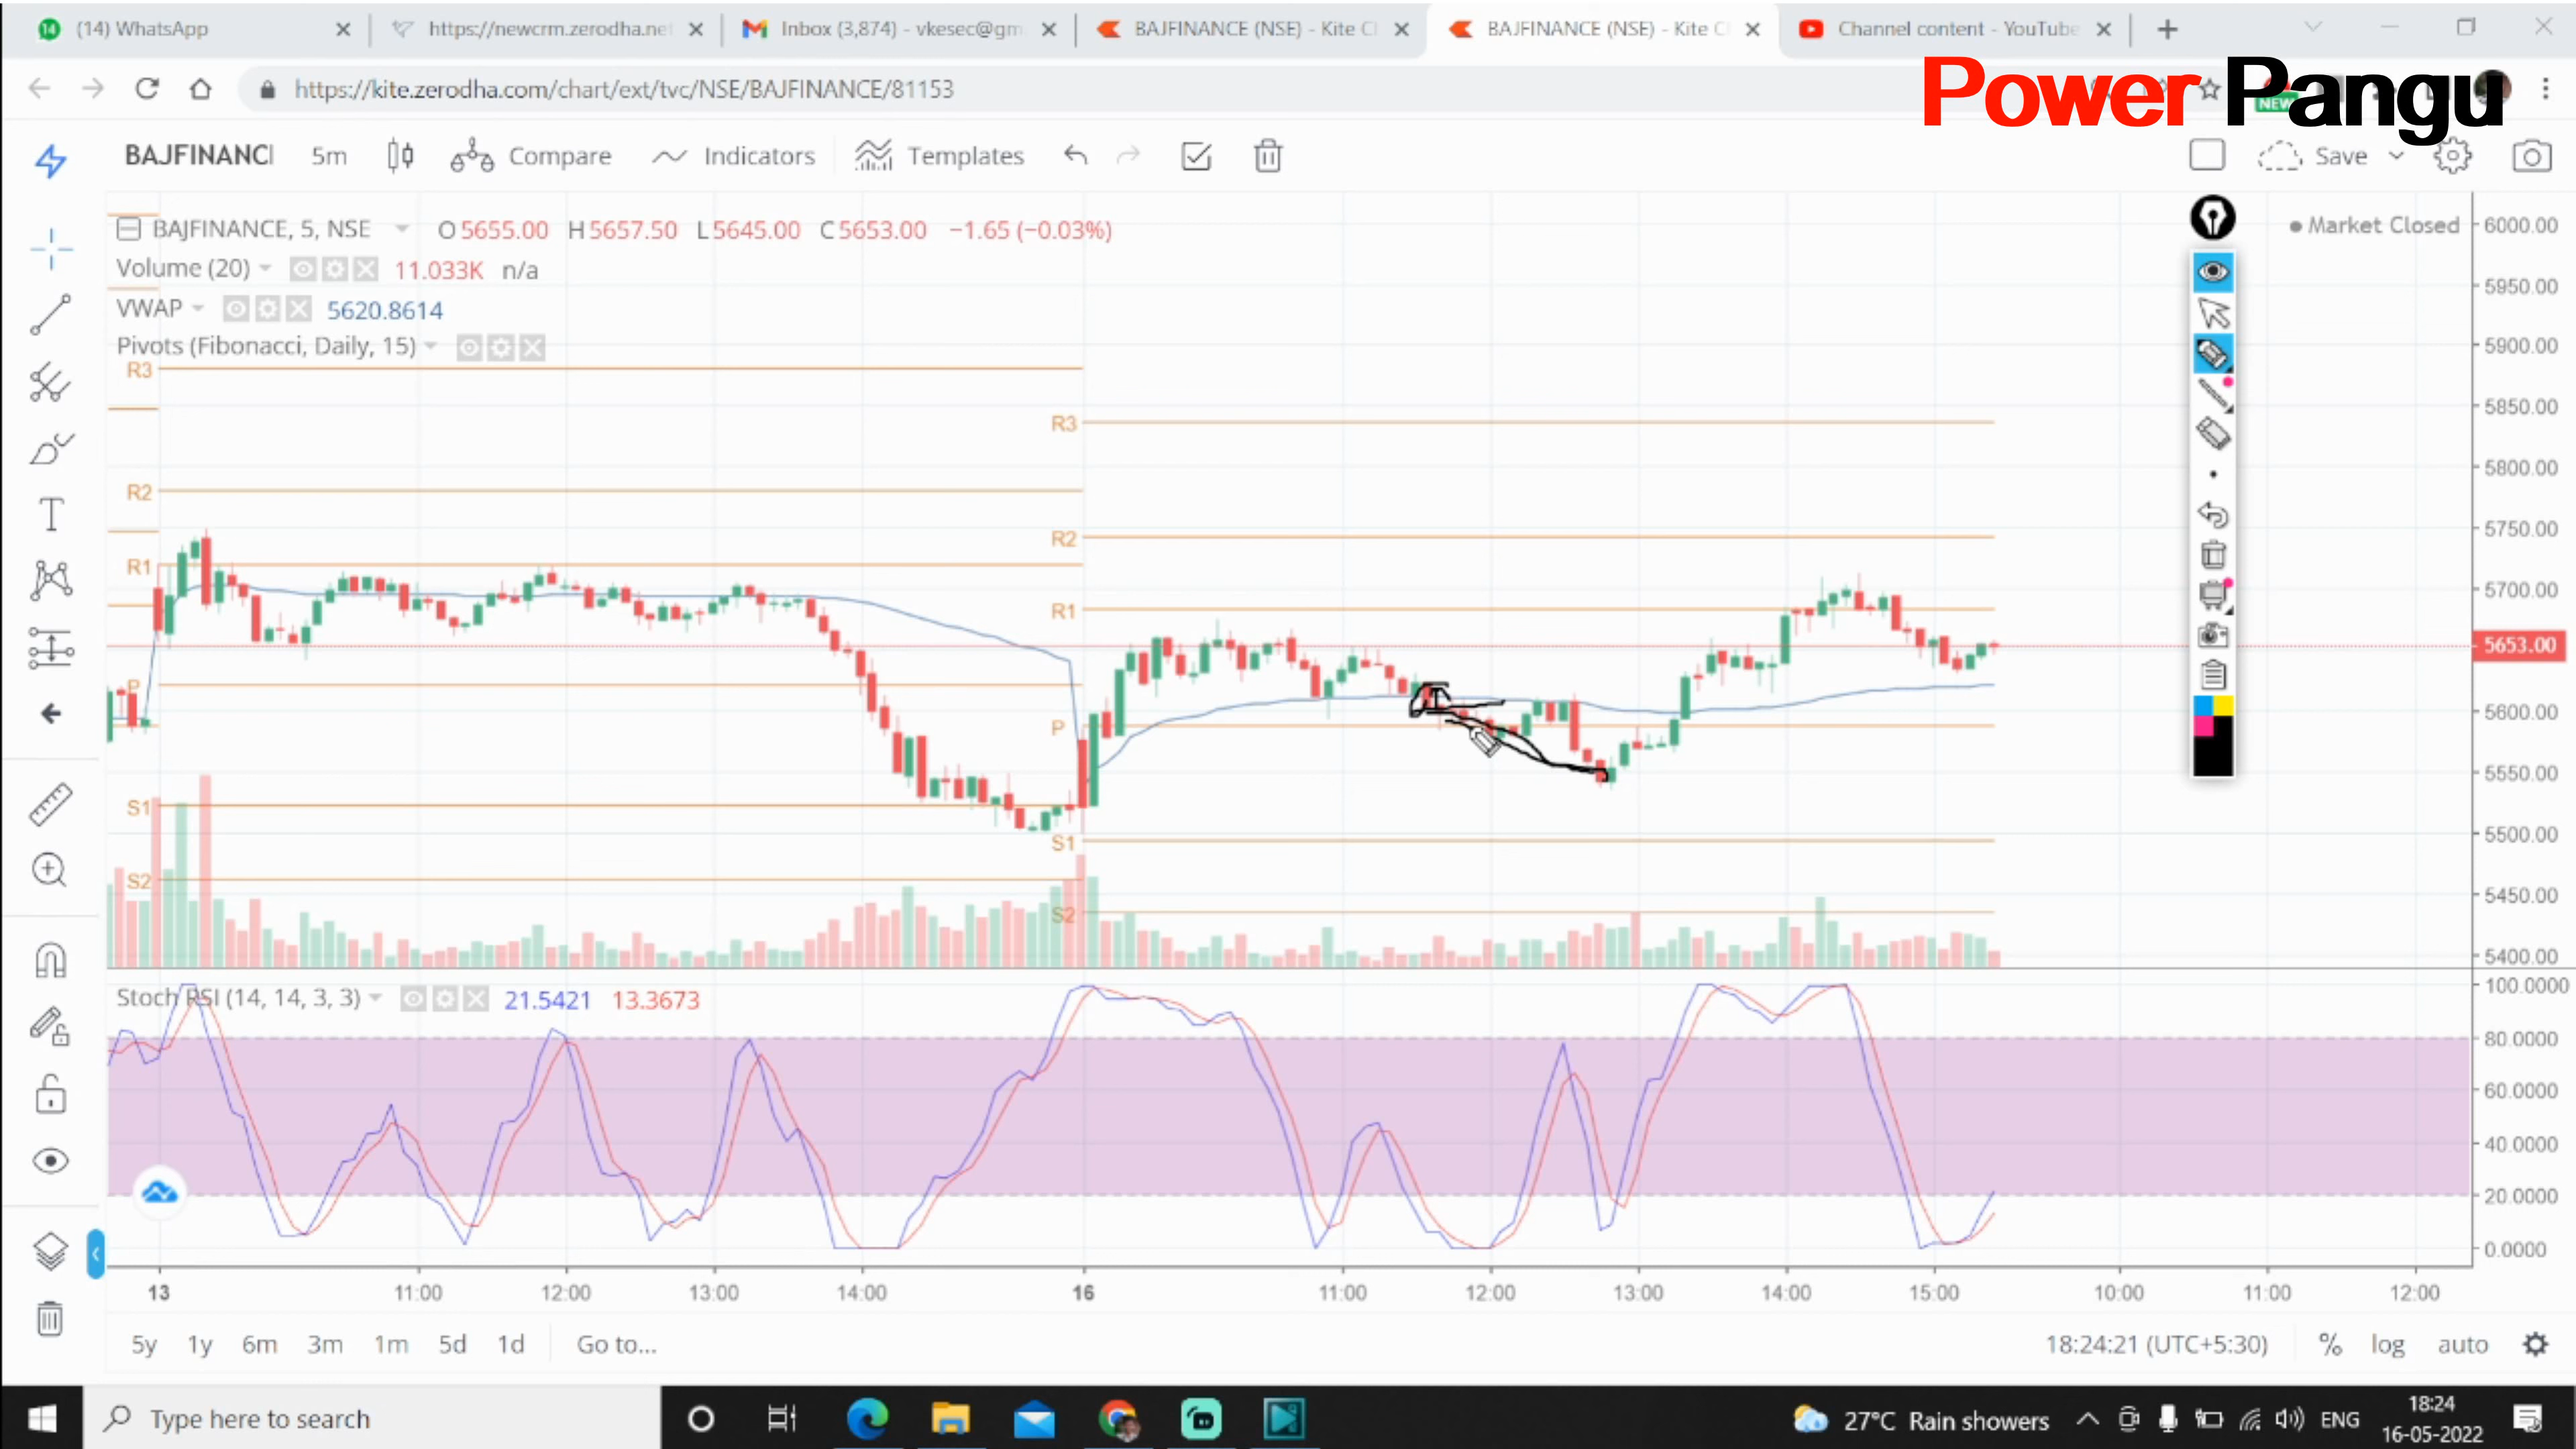 (14) WhatsApp
https://newcrm.zerodha.net
Inbox (3,874) - vkesec@gm
BAJFINANCE (NSE) - Kite C
BAJFINANCE (NSE) - Kite C
Channel content - YouTube
https://kite.zerodha.com/chart/ext/tvc/NSE/BAJFINANCE/81153
Power Pangu
NEW
BAJFINANC
5m
Compare
Indicators
Templates
Save
BAJFINANCE, 5, NSE O5655.00 H5657.50 L5645.00 C5653.00 −1.65 (−0.03%)
Market Closed
Volume (20) 11.033K n/a
VWAP 5620.8614
Pivots (Fibonacci, Daily, 15)
R3
R2
R1
P
S1
S2
R3
R2
R1
P
S1
S2
6000.00
5950.00
5900.00
5850.00
5800.00
5750.00
5700.00
5653.00
5600.00
5550.00
5500.00
5450.00
5400.00
Stoch RSI (14, 14, 3, 3) 21.5421 13.3673
100.0000
80.0000
60.0000
40.0000
20.0000
0.0000
13 11:00 12:00 13:00 14:00 16 11:00 12:00 13:00 14:00 15:00 10:00 11:00 12:00
5y 1y 6m 3m 1m 5d 1d Go to...
18:24:21 (UTC+5:30) % log auto
Type here to search
27°C Rain showers
ENG
18:24
16-05-2022